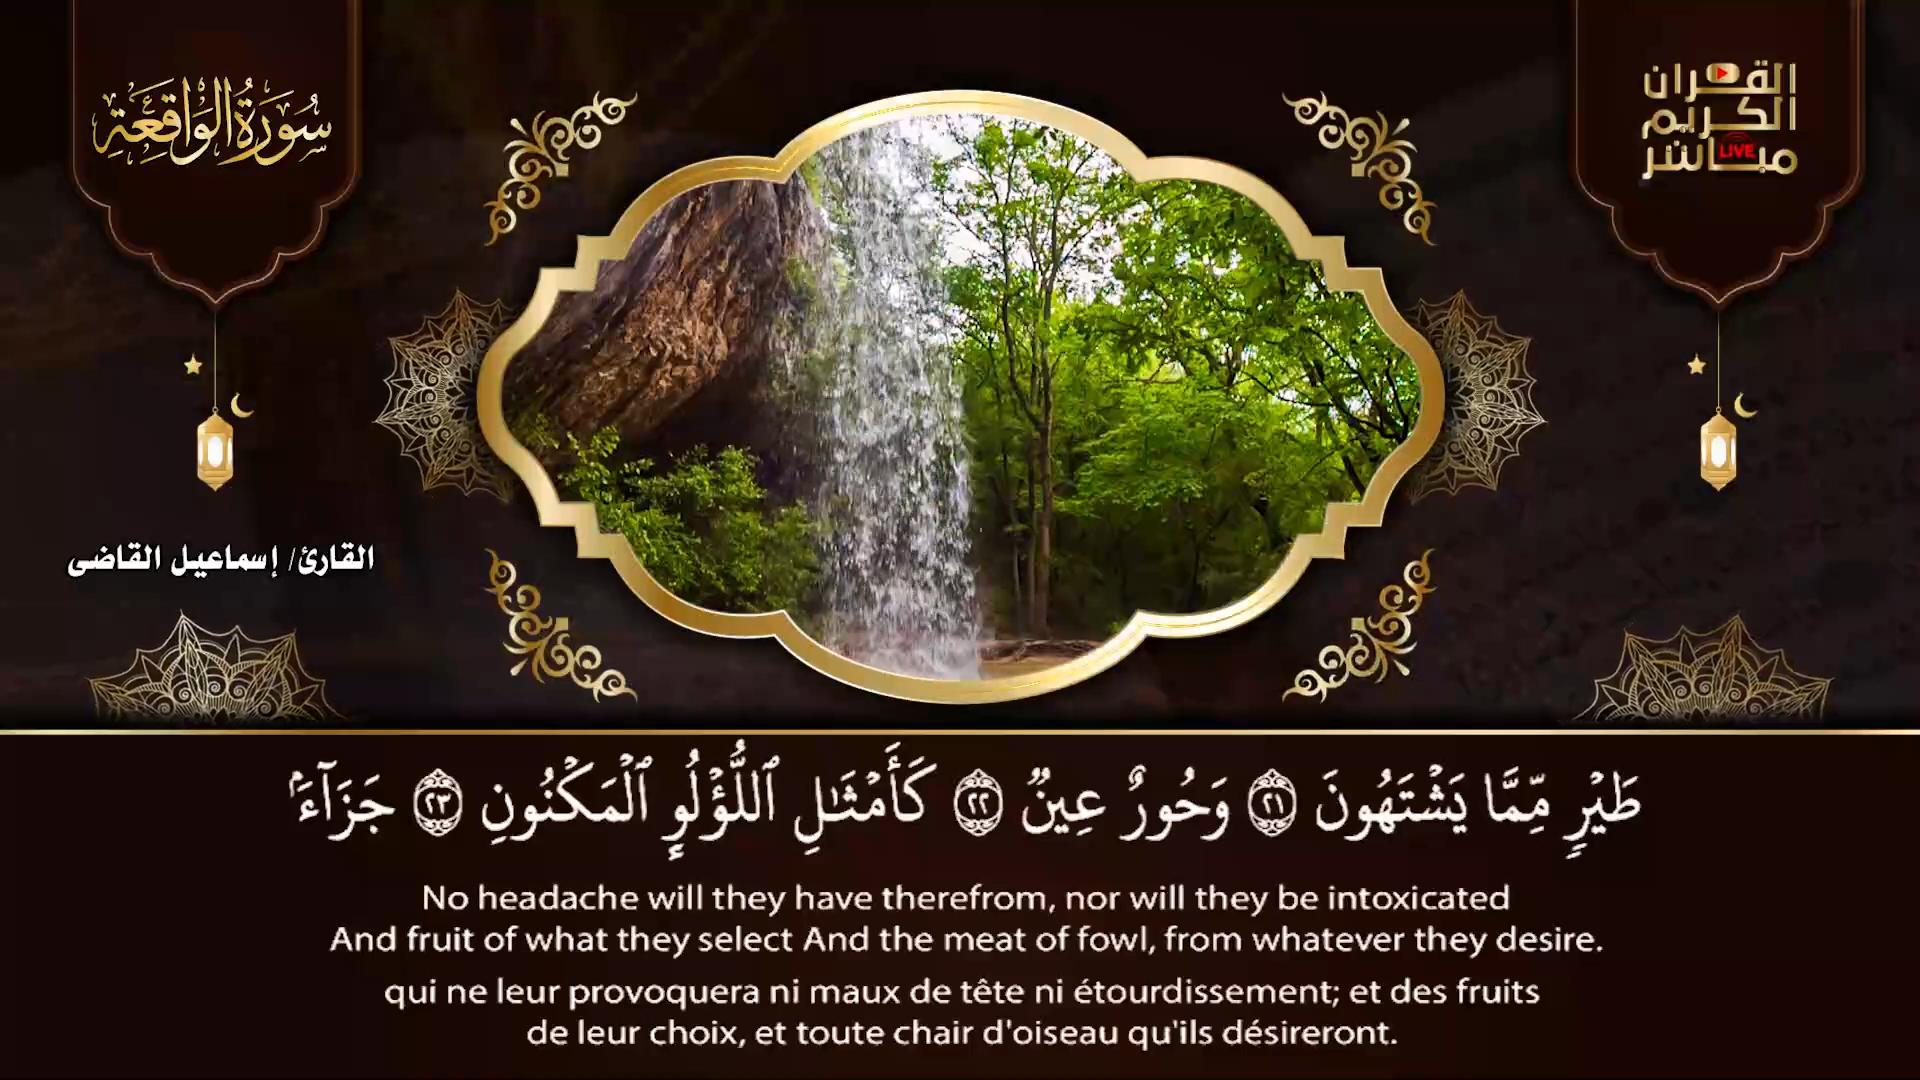 سُورَةُ الوَاقِعَةِ
القرآن
الكريم
مباشر
LIVE
القارئ/ إسماعيل القاضى
طَيۡرٖ مِّمَّا يَشۡتَهُونَ ٢١ وَحُورٌ عِينٞ ٢٢ كَأَمۡثَٰلِ ٱللُّؤۡلُوِٕ ٱلۡمَكۡنُونِ ٢٣ جَزَآءَۢ
No headache will they have therefrom, nor will they be intoxicated
And fruit of what they select And the meat of fowl, from whatever they desire.
qui ne leur provoquera ni maux de tête ni étourdissement; et des fruits
de leur choix, et toute chair d'oiseau qu'ils désireront.